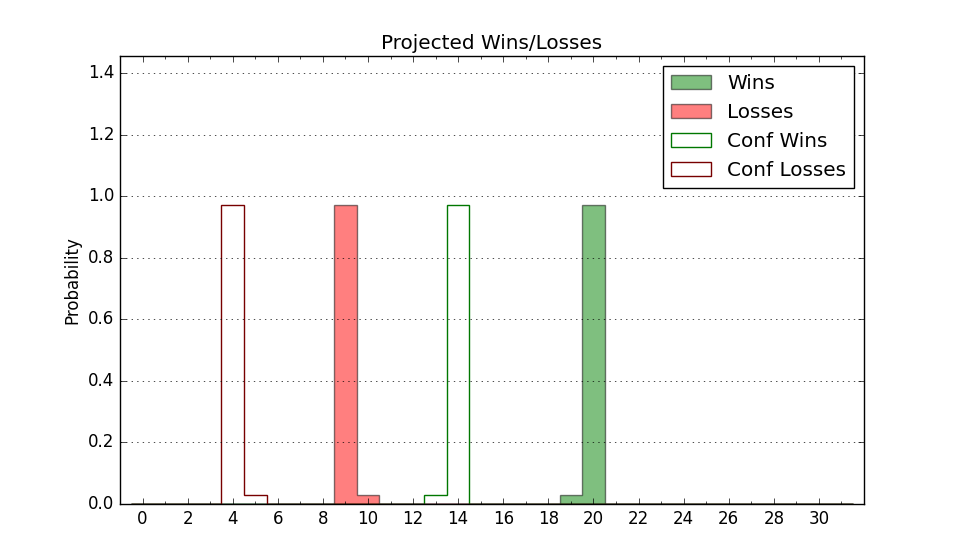 Projected Wins/Losses
Wins
Losses
Conf Wins
Conf Losses
Probability
1.4
1.2
1.0
0.8
0.6
0.4
0.2
0.0
0 2 4 6 8 10 12 14 16 18 20 22 24 26 28 30